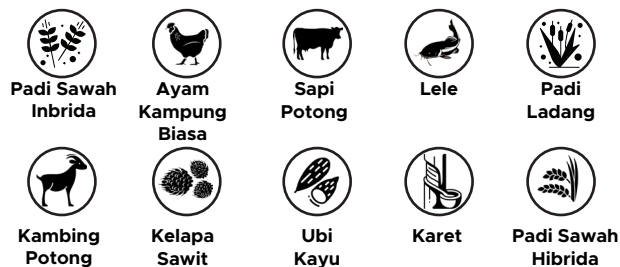 Padi Sawah
Inbrida
Ayam
Kampung
Biasa
Sapi
Potong
Lele
Padi
Ladang
Kambing
Potong
Kelapa
Sawit
Ubi
Kayu
Karet
Padi Sawah
Hibrida